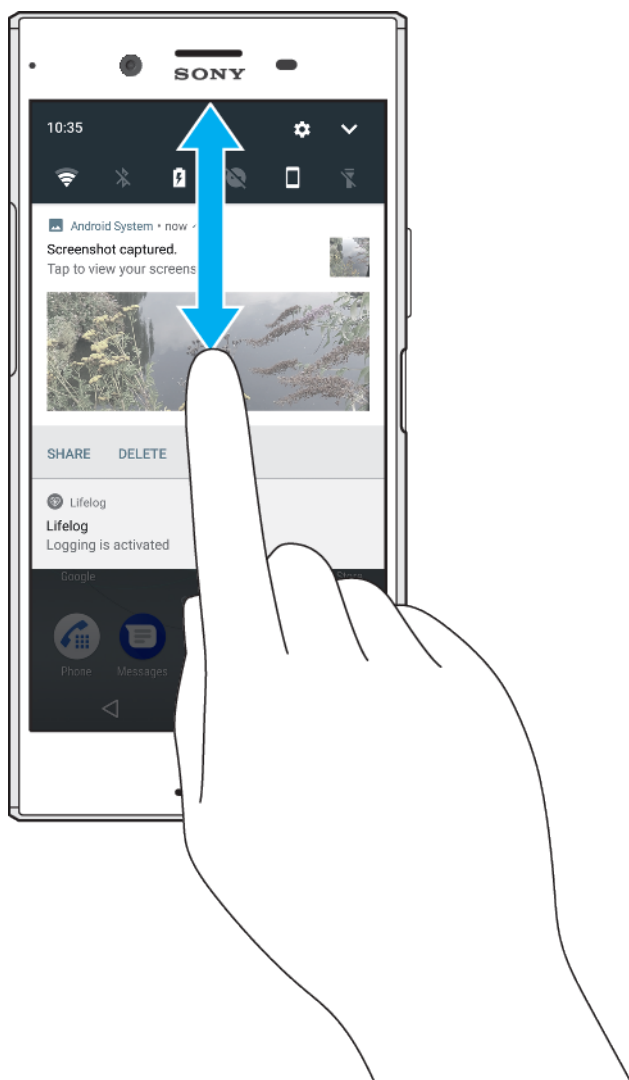 SONY
10:35
Android System • now
Screenshot captured.
Tap to view your screens
SHARE DELETE
Lifelog
Lifelog
Logging is activated
Google
Store
Phone Messages